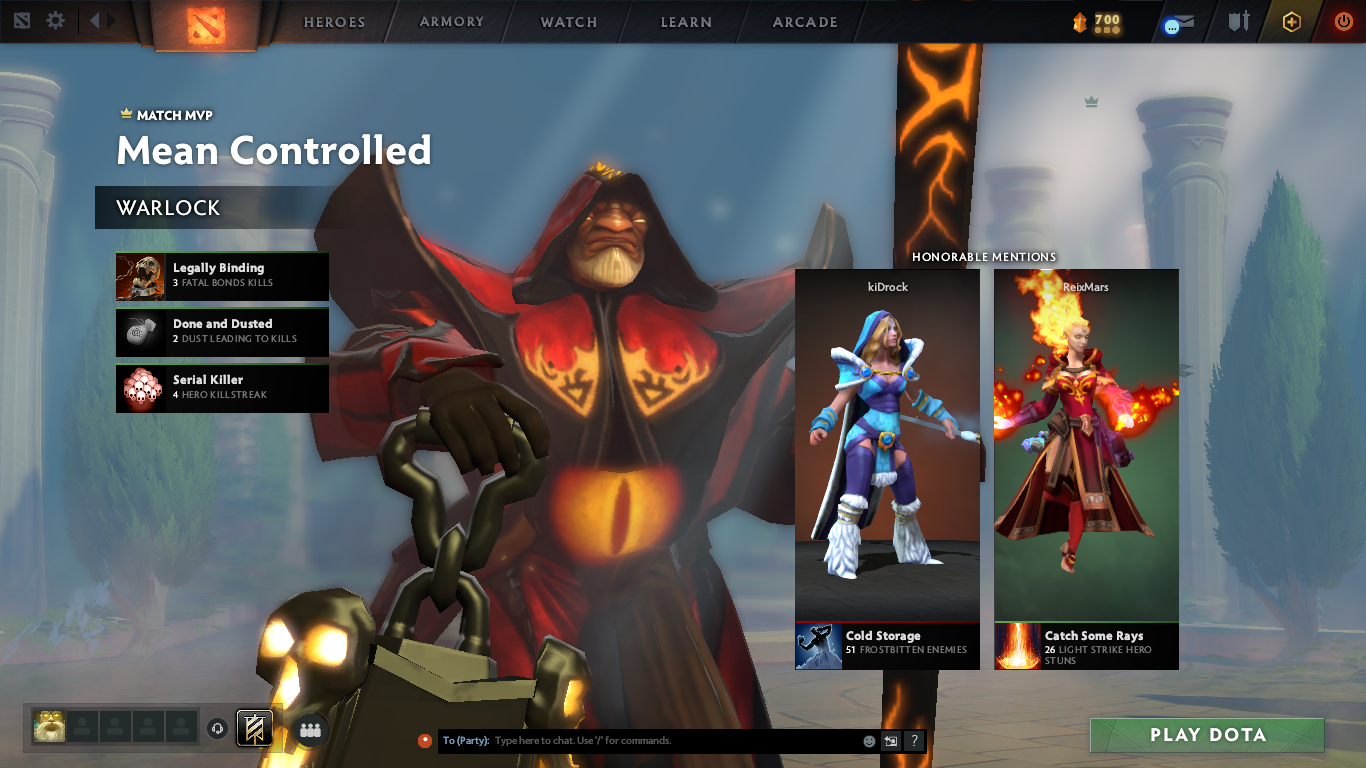 HEROES
ARMORY
WATCH
LEARN
ARCADE
700
MATCH MVP
Mean Controlled
WARLOCK
Legally Binding
3 FATAL BONDS KILLS
Done and Dusted
2 DUST LEADING TO KILLS
Serial Killer
4 HERO KILLSTREAK
HONORABLE MENTIONS
kiDrock
Cold Storage
51 FROSTBITTEN ENEMIES
ReixMars
Catch Some Rays
26 LIGHT STRIKE HERO
STUNS
To (Party): Type here to chat. Use '/' for commands.
?
PLAY DOTA